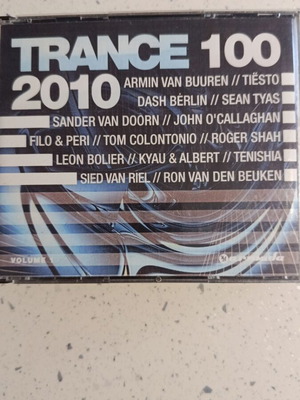 TRANCE 100
2010 ARMIN VAN BUUREN // TIËSTO
DASH BERLIN // SEAN TYAS
SANDER VAN DOORN // JOHN O'CALLAGHAN
FILO & PERI // TOM COLONTONIO // ROGER SHAH
LEON BOLIER // KYAU & ALBERT // TENISHIA
SIED VAN RIEL // RON VAN DEN BEUKEN
VOLUME